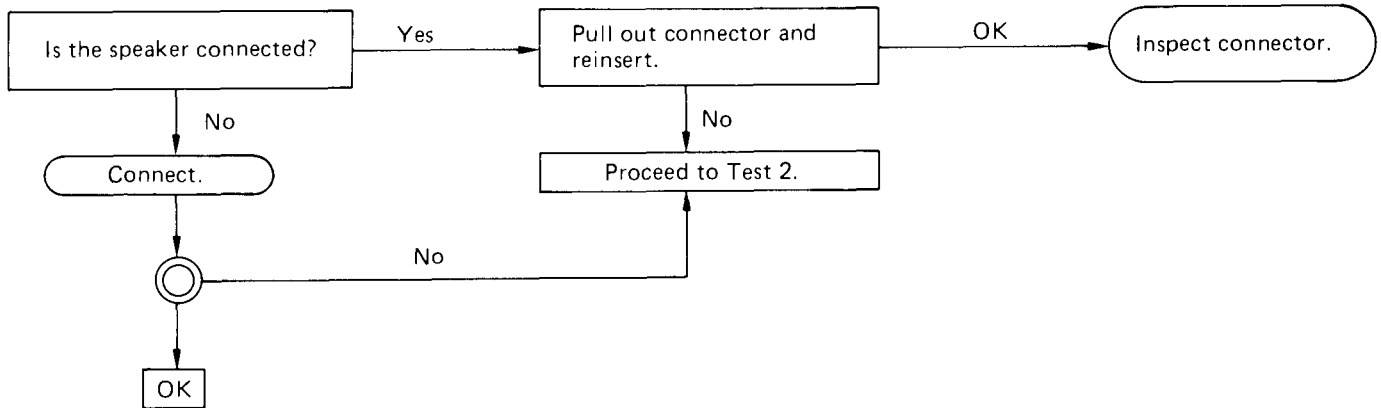 Is the speaker connected?
Yes
Pull out connector and
reinsert.
OK
Inspect connector.
No
No
Connect.
Proceed to Test 2.
No
OK